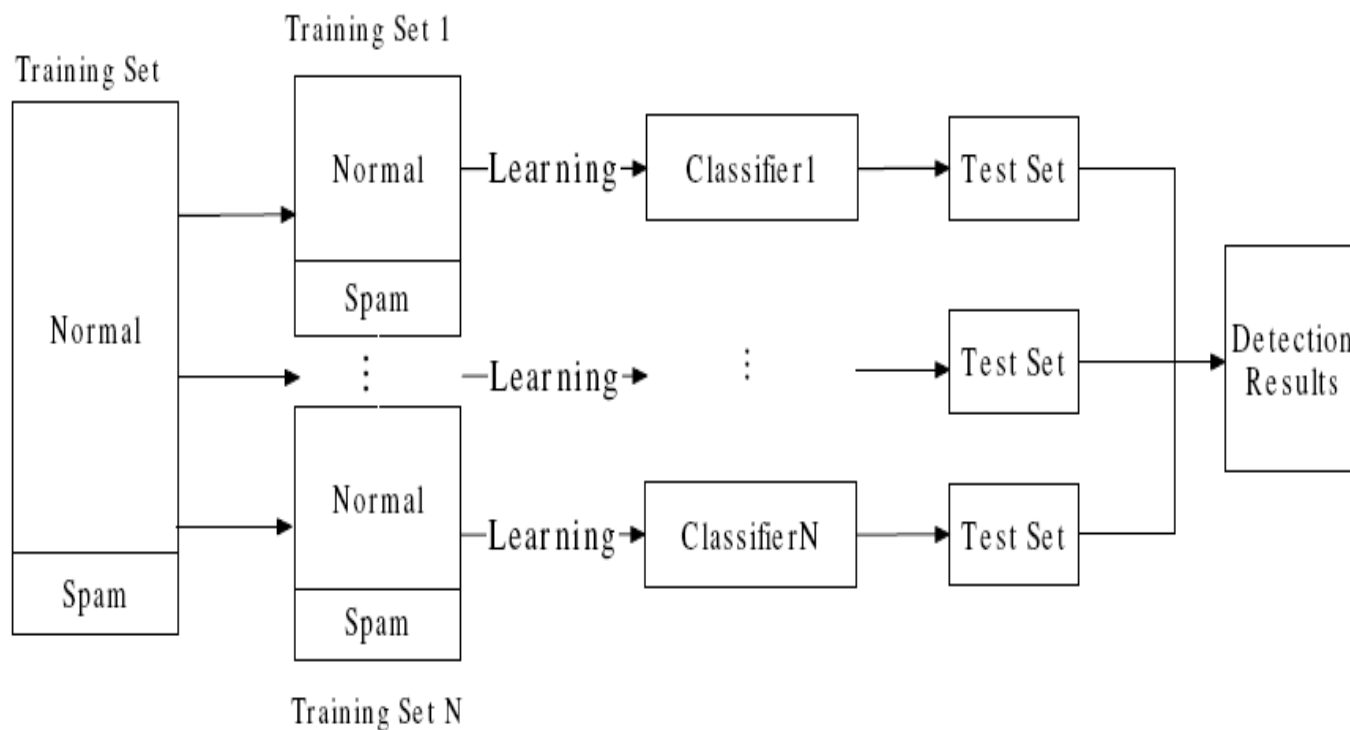 Training Set 1
Training Set
Normal
Spam
Normal
Spam
Learning
Classifier1
Test Set
⋮
Learning
⋮
Test Set
Normal
Spam
Learning
ClassifierN
Test Set
Detection
Results
Training Set N